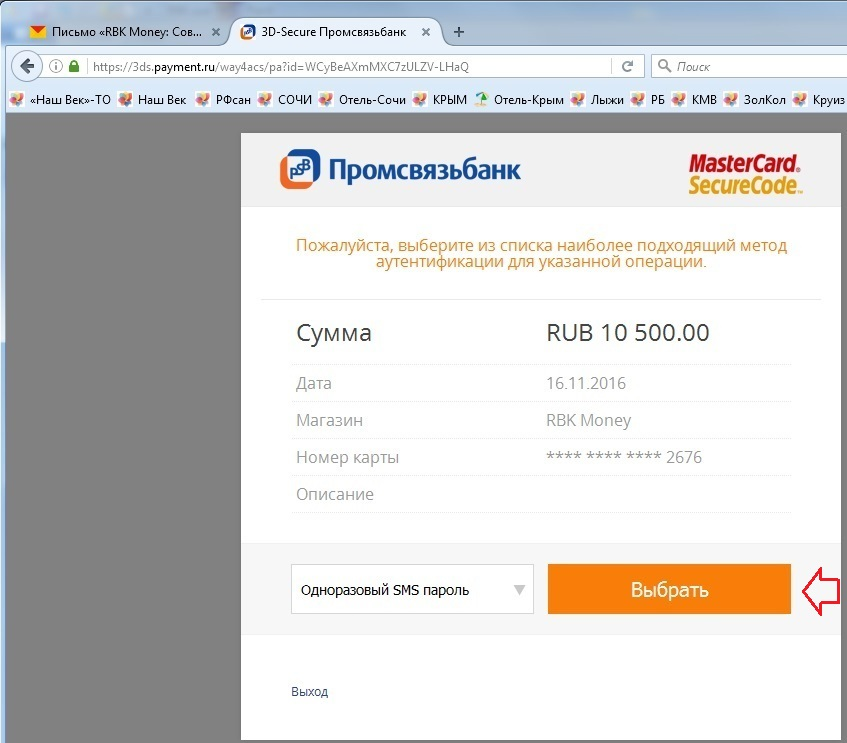 Письмо «RBK Money: Сов...
3D-Secure Промсвязьбанк
https://3ds.payment.ru/way4acs/pa?id=WCyBeAXmMXC7zULZV-LHaQ
Поиск
«Наш Век»-ТО Наш Век РФсан СОЧИ Отель-Сочи КРЫМ Отель-Крым Лыжи РБ КМВ ЗолКол Круиз
PSB Промсвязьбанк
MasterCard.
SecureCode™
Пожалуйста, выберите из списка наиболее подходящий метод
аутентификации для указанной операции.
Сумма RUB 10 500.00
Дата 16.11.2016
Магазин RBK Money
Номер карты **** **** **** 2676
Описание
Одноразовый SMS пароль
Выбрать
Выход